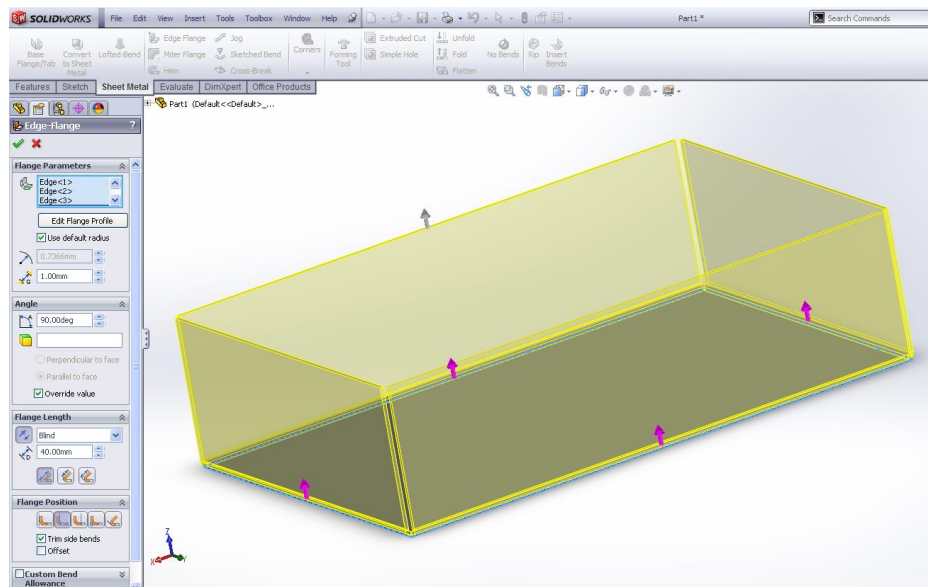 SOLIDWORKS File Edit View Insert Tools Toolbox Window Help Part1 * Search Commands
Base Flange/Tab
Convert to Sheet Metal
Lofted-Bend
Edge Flange
Miter Flange
Hem
Jog
Sketched Bend
Cross-Break
Corners
Forming Tool
Extruded Cut
Simple Hole
Unfold
Fold
Flatten
No Bends
Rip
Insert Bends
Features Sketch Sheet Metal Evaluate DimXpert Office Products
Part1 (Default<<Default>_...
Edge-Flange ?
Flange Parameters
Edge<1>
Edge<2>
Edge<3>
Edit Flange Profile
Use default radius
0.7366mm
1.00mm
Angle
90.00deg
Perpendicular to face
Parallel to face
Override value
Flange Length
Blind
40.00mm
Flange Position
Trim side bends
Offset
Custom Bend
Allowance
Z
X
Y